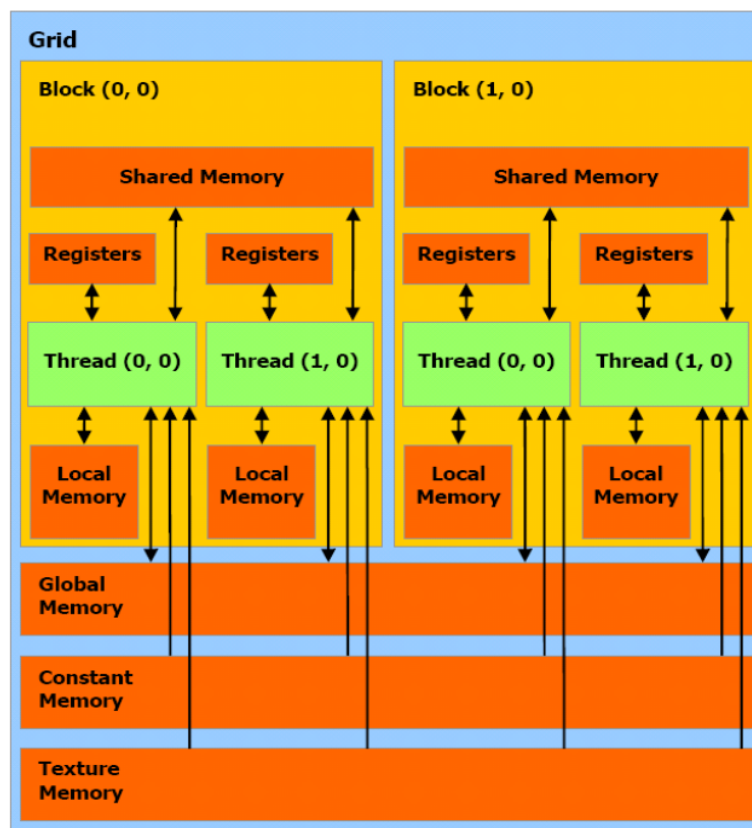 Grid
Block (0, 0)
Block (1, 0)
Shared Memory
Shared Memory
Registers
Registers
Registers
Registers
Thread (0, 0)
Thread (1, 0)
Thread (0, 0)
Thread (1, 0)
Local
Memory
Local
Memory
Local
Memory
Local
Memory
Global
Memory
Constant
Memory
Texture
Memory